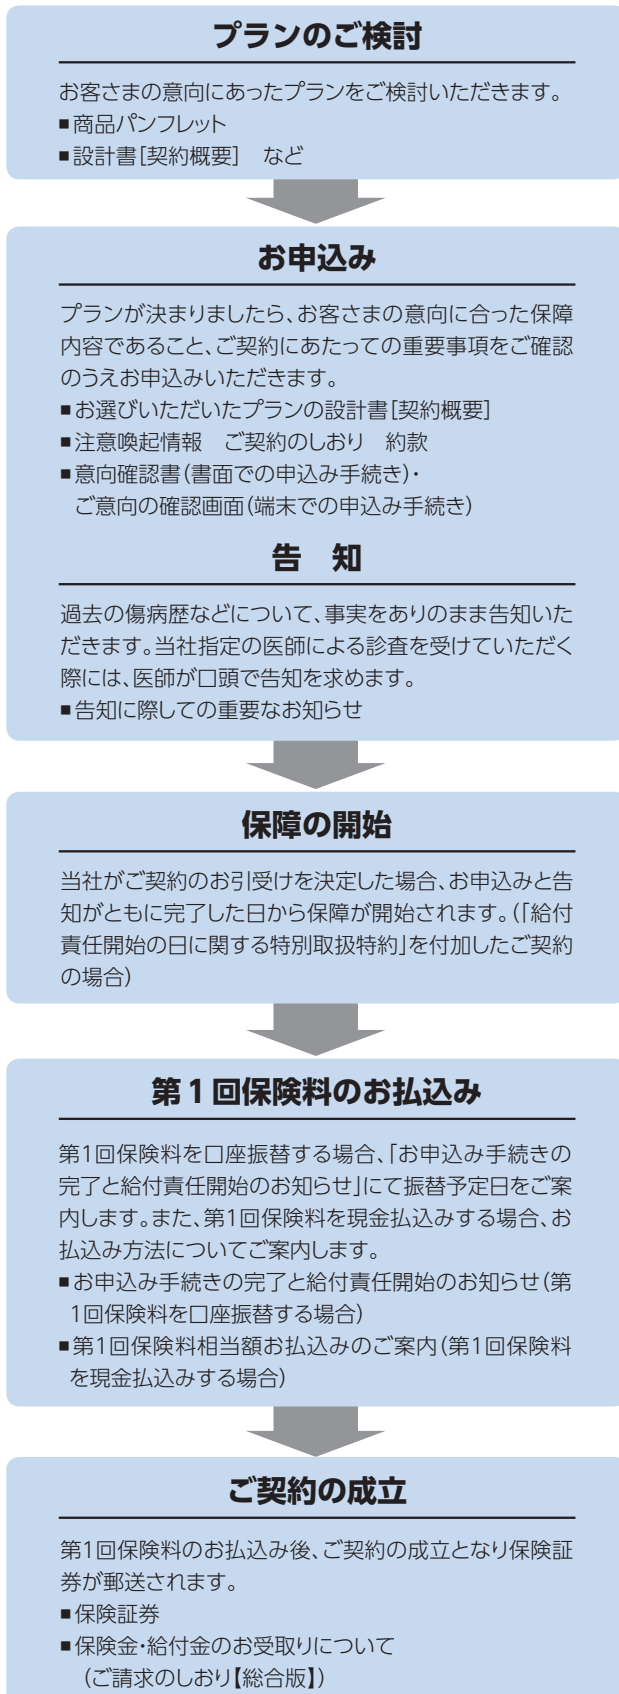 プランのご検討
お客さまの意向にあったプランをご検討いただきます。
■商品パンフレット
■設計書[契約概要]　など
お申込み
プランが決まりましたら、お客さまの意向に合った保障
内容であること、ご契約にあたっての重要事項をご確認
のうえお申込みいただきます。
■お選びいただいたプランの設計書[契約概要]
■注意喚起情報　ご契約のしおり　約款
■意向確認書(書面での申込み手続き)・
ご意向の確認画面(端末での申込み手続き)
告　知
過去の傷病歴などについて、事実をありのまま告知いた
だきます。当社指定の医師による診査を受けていただく
際には、医師が口頭で告知を求めます。
■告知に際しての重要なお知らせ
保障の開始
当社がご契約のお引受けを決定した場合、お申込みと告
知がともに完了した日から保障が開始されます。(「給付
責任開始の日に関する特別取扱特約」を付加したご契約
の場合)
第1回保険料のお払込み
第1回保険料を口座振替する場合、「お申込み手続きの
完了と給付責任開始のお知らせ」にて振替予定日をご案
内します。また、第1回保険料を現金払込みする場合、お
払込み方法についてご案内します。
■お申込み手続きの完了と給付責任開始のお知らせ(第
1回保険料を口座振替する場合)
■第1回保険料相当額お払込みのご案内(第1回保険料
を現金払込みする場合)
ご契約の成立
第1回保険料のお払込み後、ご契約の成立となり保険証
券が郵送されます。
■保険証券
■保険金・給付金のお受取りについて
(ご請求のしおり【総合版】)